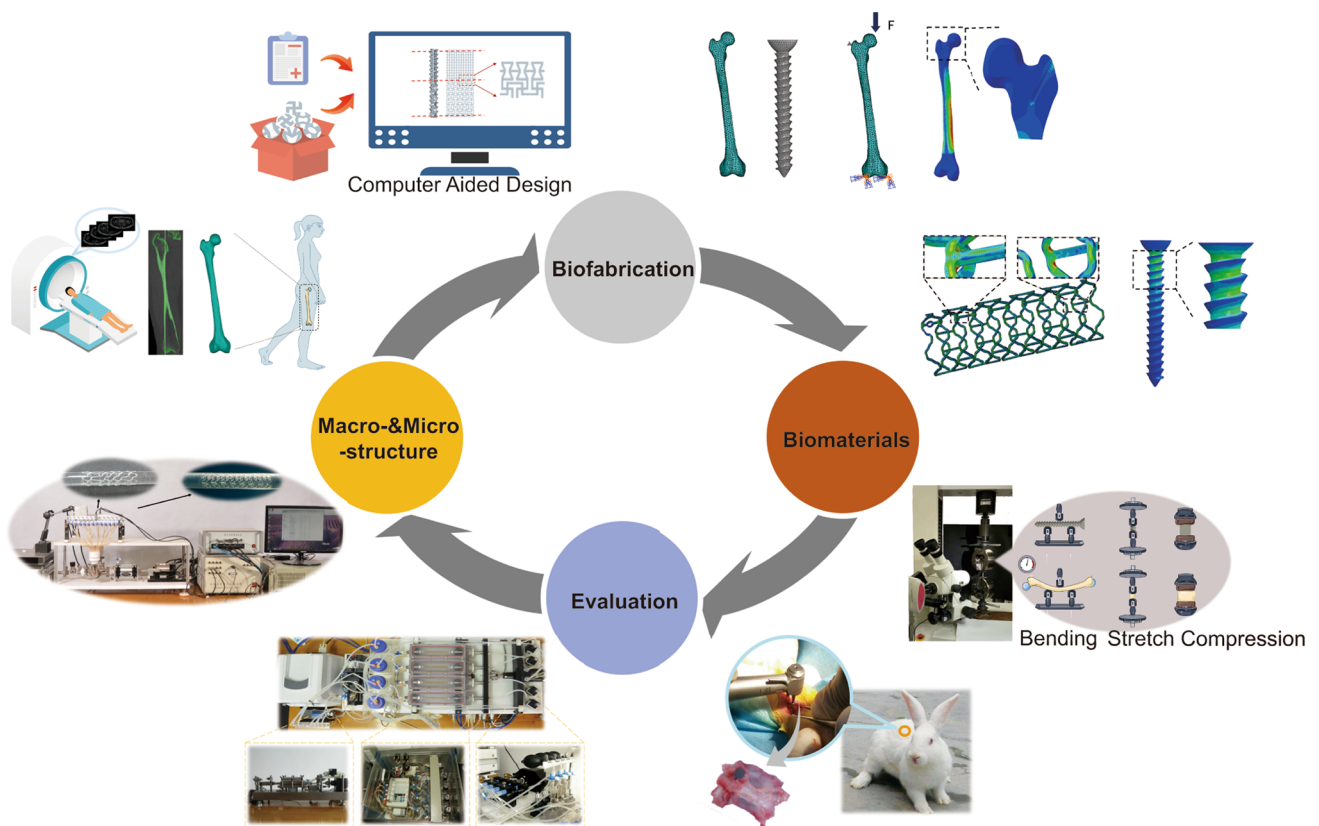 F
Computer Aided Design
Biofabrication
Macro-&Micro
-structure
Biomaterials
Evaluation
Bending Stretch Compression